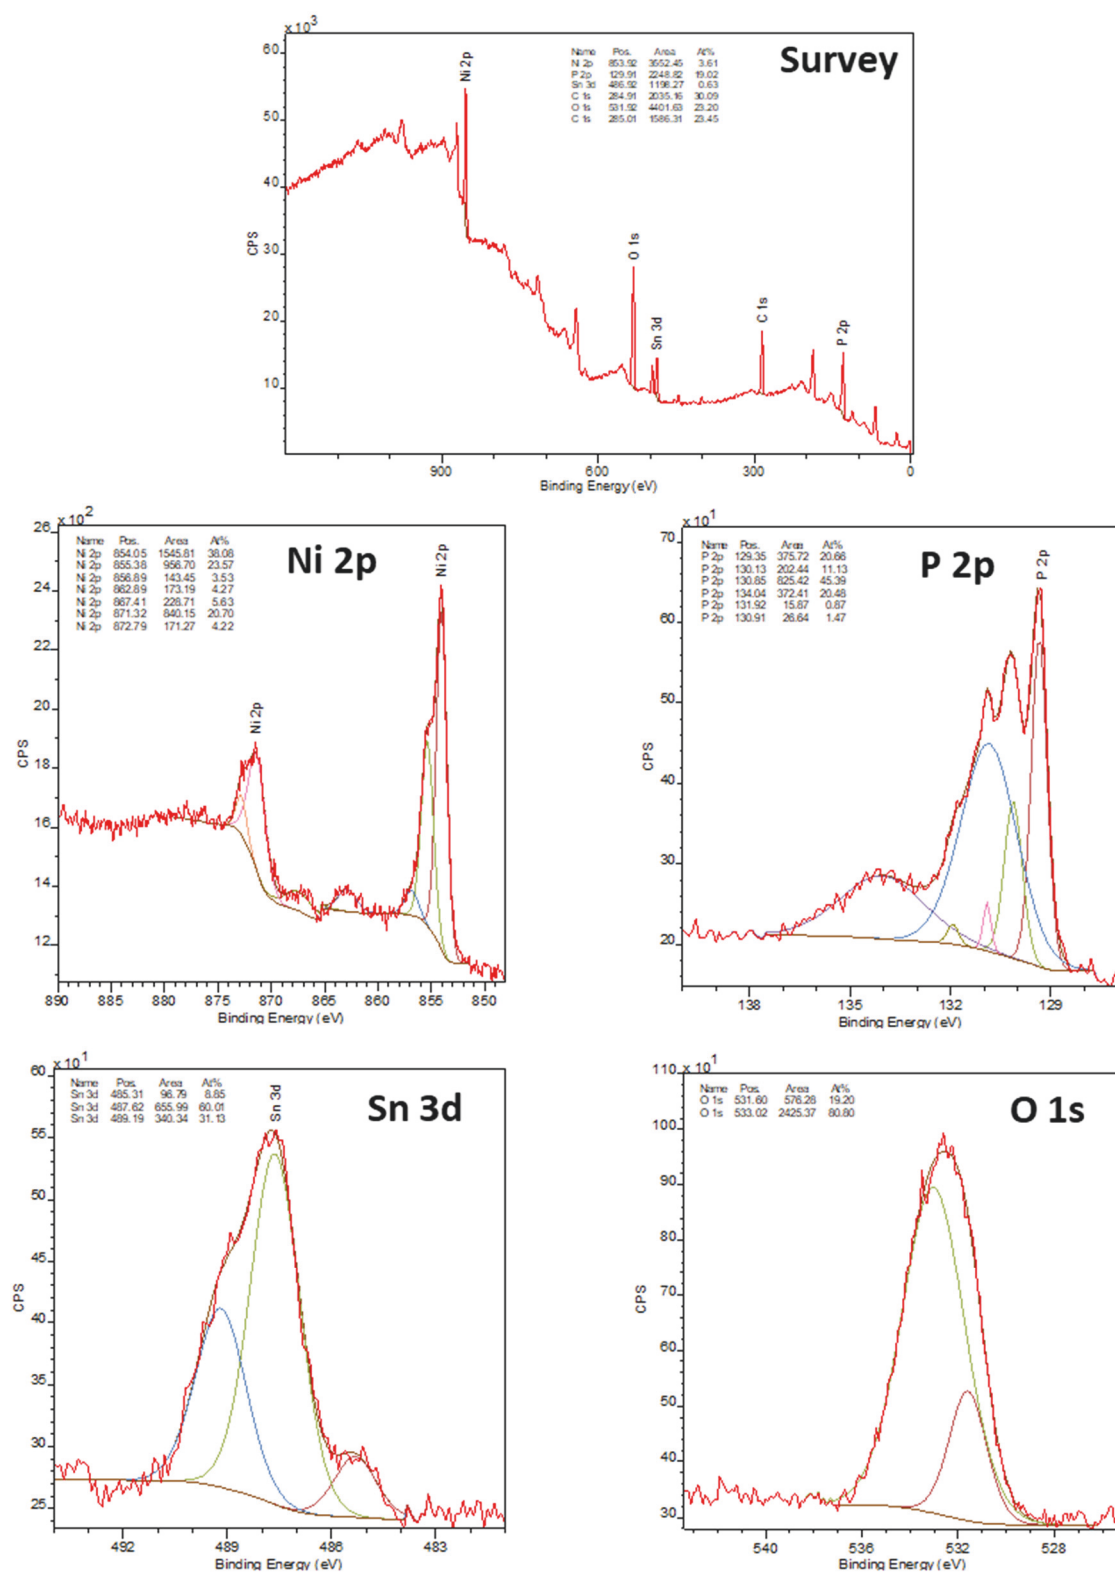 Survey
x 10³
Name Pos. Area At%
Ni 2p 853.92 3552.45 3.61
P 2p 129.91 2248.82 19.02
Sn 3d 486.92 1198.27 0.63
C 1s 284.91 2035.16 30.09
O 1s 531.92 4401.63 23.20
C 1s 285.01 1586.31 23.45
Ni 2p
O 1s
Sn 3d
C 1s
P 2p
60
50
40
30
20
10
CPS
900 600 300 0
Binding Energy (eV)
Ni 2p
x 10²
Name Pos. Area At%
Ni 2p 854.05 1545.81 38.08
Ni 2p 855.38 956.70 23.57
Ni 2p 856.89 143.45 3.53
Ni 2p 862.89 173.19 4.27
Ni 2p 867.41 228.71 5.63
Ni 2p 871.32 840.15 20.70
Ni 2p 872.79 171.27 4.22
Ni 2p
Ni 2p
26
24
22
20
18
16
14
12
CPS
890 885 880 875 870 865 860 855 850
Binding Energy (eV)
P 2p
x 10¹
Name Pos. Area At%
P 2p 129.35 375.72 20.66
P 2p 130.13 202.44 11.13
P 2p 130.85 825.42 45.39
P 2p 134.04 372.41 20.48
P 2p 131.92 15.87 0.87
P 2p 130.91 26.64 1.47
P 2p
70
60
50
40
30
20
CPS
138 135 132 129
Binding Energy (eV)
Sn 3d
x 10¹
Name Pos. Area At%
Sn 3d 485.31 96.79 8.85
Sn 3d 487.62 655.99 60.01
Sn 3d 489.19 340.34 31.13
Sn 3d
60
55
50
45
40
35
30
25
CPS
492 489 486 483
Binding Energy (eV)
O 1s
x 10¹
Name Pos. Area At%
O 1s 531.60 576.28 19.20
O 1s 533.02 2425.37 80.80
100
90
80
70
60
50
40
30
CPS
540 536 532 528
Binding Energy (eV)